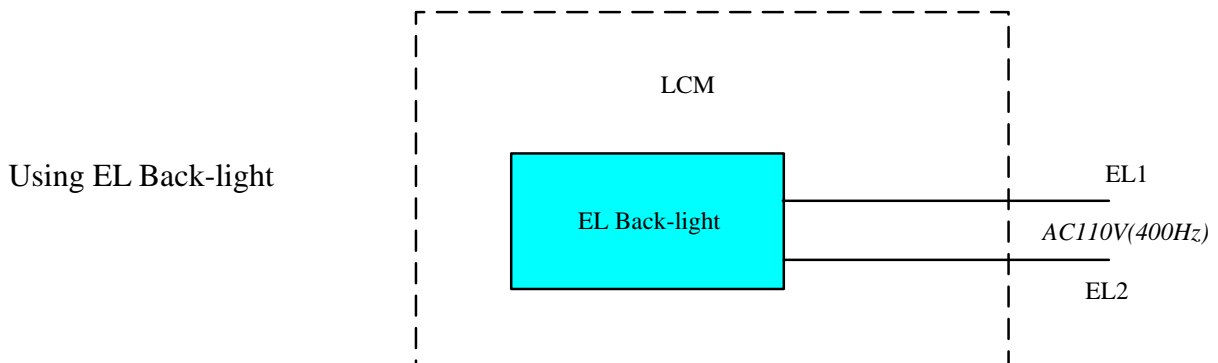 LCM
Using EL Back-light
EL Back-light
EL1
AC110V(400Hz)
EL2